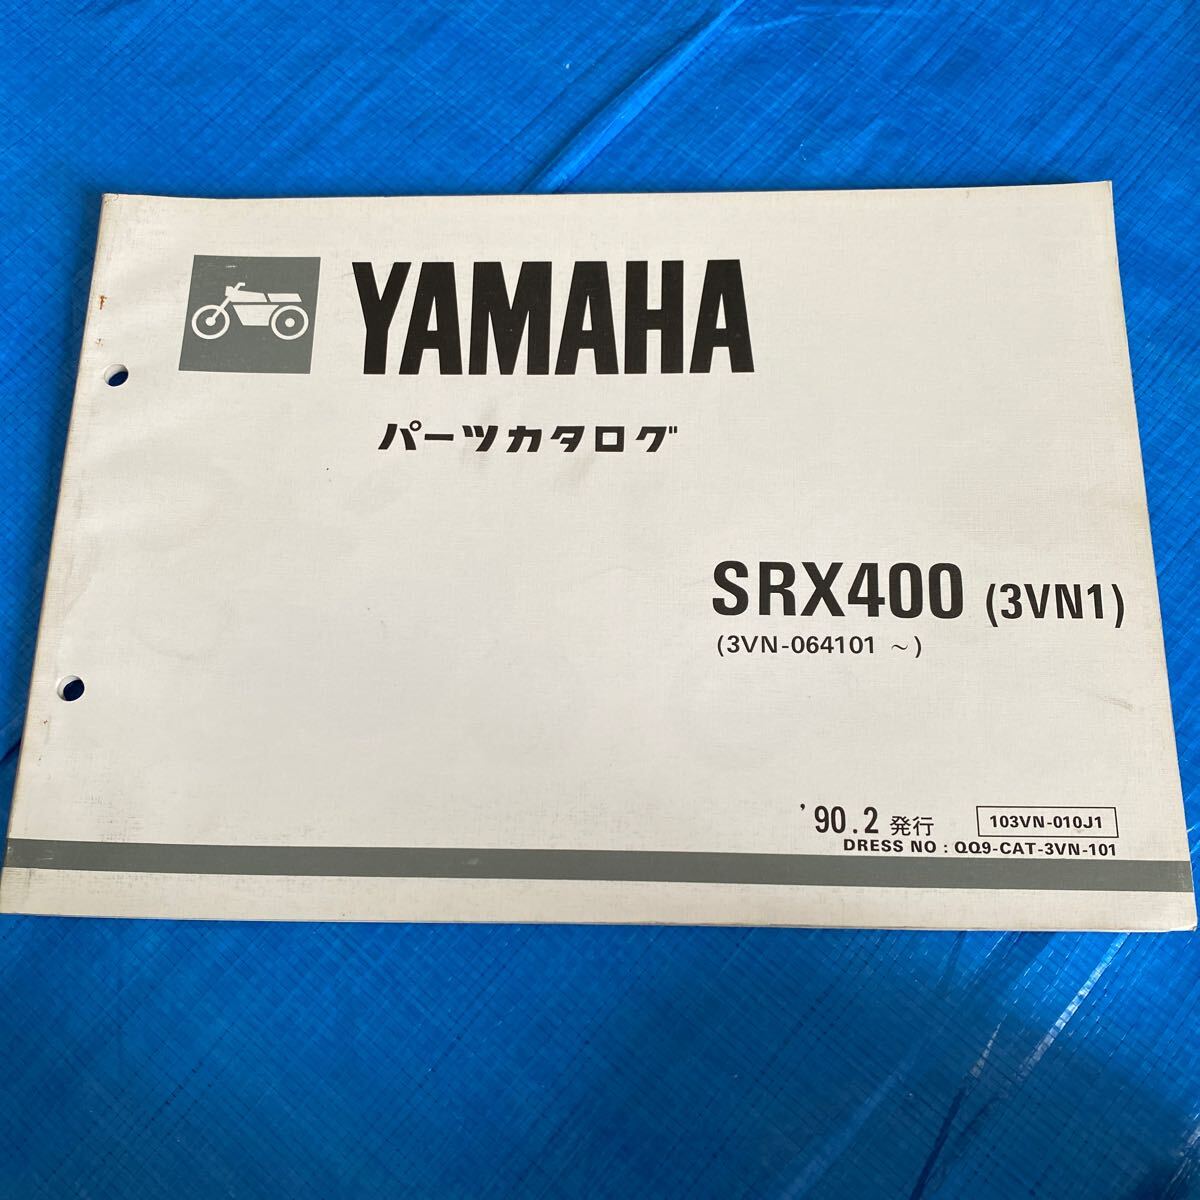 YAMAHA
パーツカタログ
SRX400 (3VN1)
(3VN-064101 ～)
'90.2 発行 103VN-010J1
DRESS NO : QQ9-CAT-3VN-101